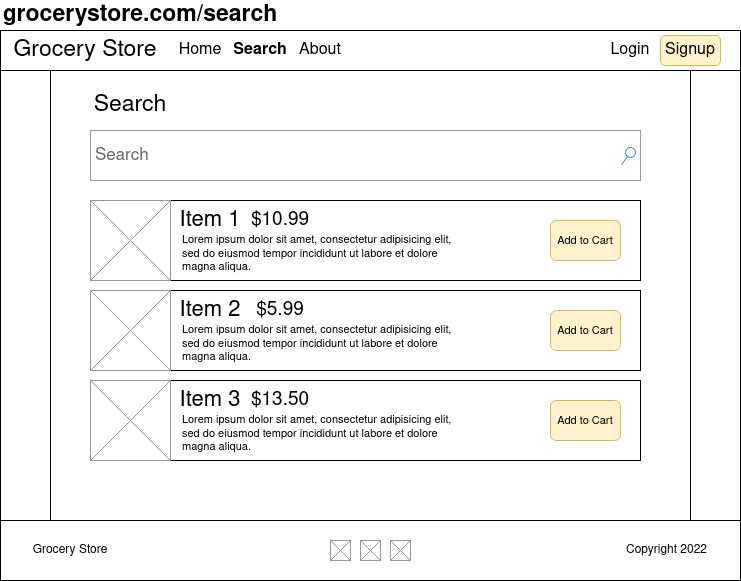 grocerystore.com/search
Grocery Store Home Search About Login Signup
Search
Search
Item 1 $10.99
Lorem ipsum dolor sit amet, consectetur adipisicing elit,
sed do eiusmod tempor incididunt ut labore et dolore
magna aliqua.
Add to Cart
Item 2 $5.99
Lorem ipsum dolor sit amet, consectetur adipisicing elit,
sed do eiusmod tempor incididunt ut labore et dolore
magna aliqua.
Add to Cart
Item 3 $13.50
Lorem ipsum dolor sit amet, consectetur adipisicing elit,
sed do eiusmod tempor incididunt ut labore et dolore
magna aliqua.
Add to Cart
Grocery Store Copyright 2022